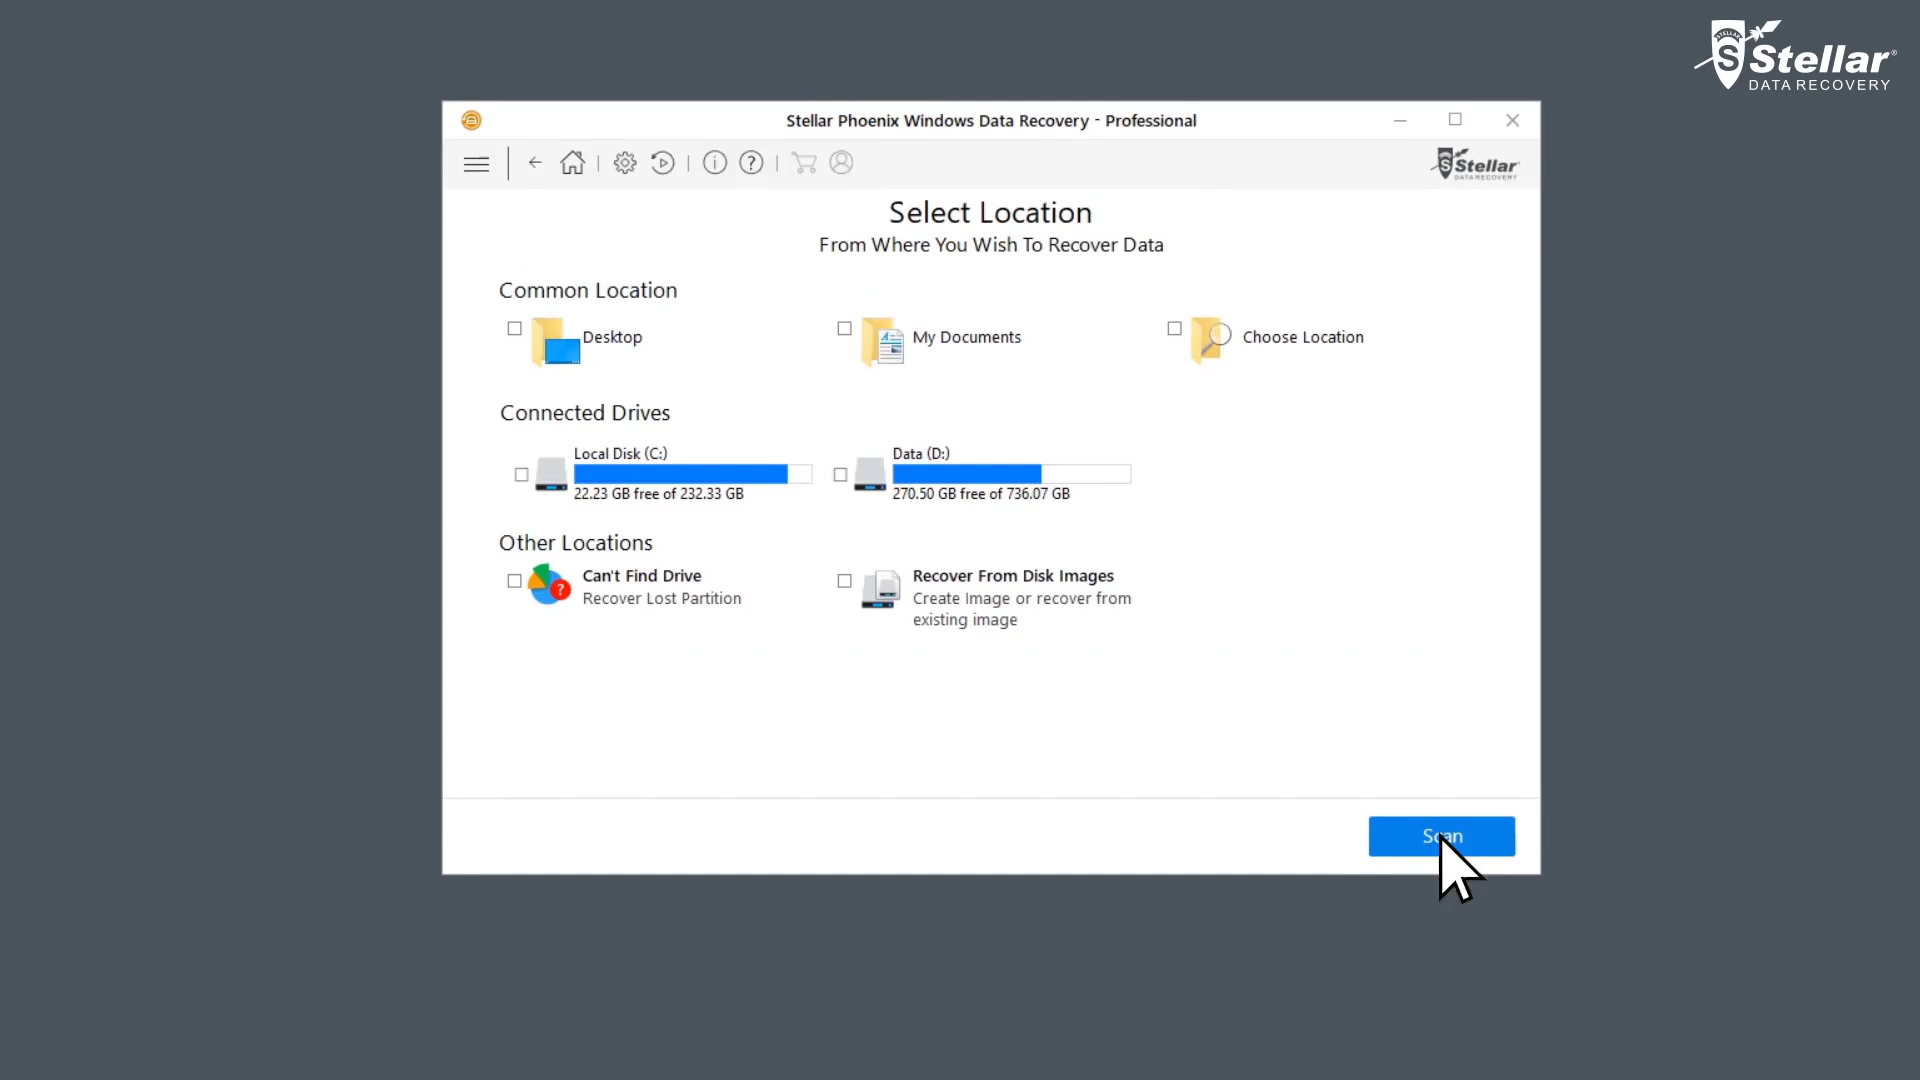 Stellar®
DATA RECOVERY
Stellar Phoenix Windows Data Recovery - Professional
Stellar
DATA RECOVERY
Select Location
From Where You Wish To Recover Data
Common Location
Desktop
My Documents
Choose Location
Connected Drives
Local Disk (C:)
22.23 GB free of 232.33 GB
Data (D:)
270.50 GB free of 736.07 GB
Other Locations
Can't Find Drive
Recover Lost Partition
Recover From Disk Images
Create Image or recover from
existing image
Scan